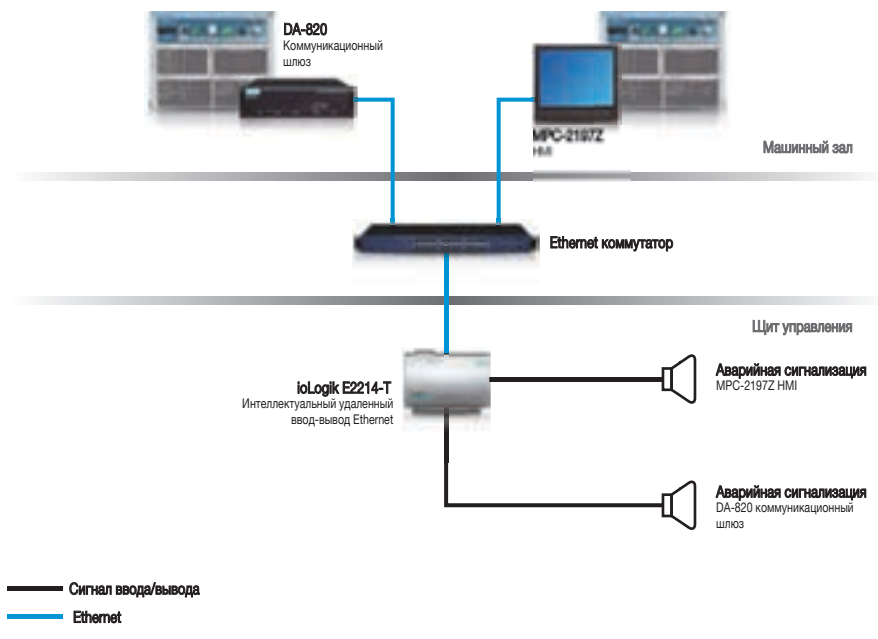 DA-820
Коммуникационный
шлюз
MPC-2197Z
HMI
Машинный зал
Ethernet коммутатор
Щит управления
ioLogik E2214-T
Интеллектуальный удаленный
ввод-вывод Ethernet
Аварийная сигнализация
MPC-2197Z HMI
Аварийная сигнализация
DA-820 коммуникационный
шлюз
Сигнал ввода/вывода
Ethernet